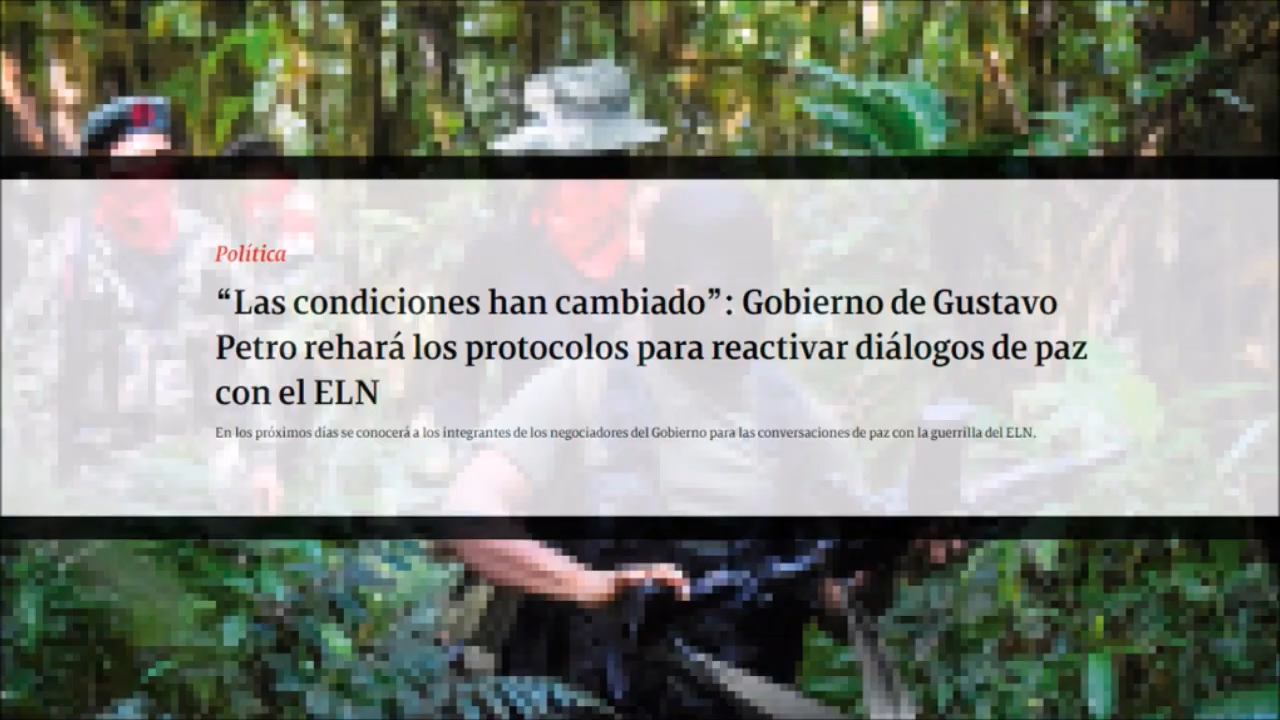 Política
“Las condiciones han cambiado”: Gobierno de Gustavo
Petro rehará los protocolos para reactivar diálogos de paz
con el ELN
En los próximos días se conocerá a los integrantes de los negociadores del Gobierno para las conversaciones de paz con la guerrilla del ELN.